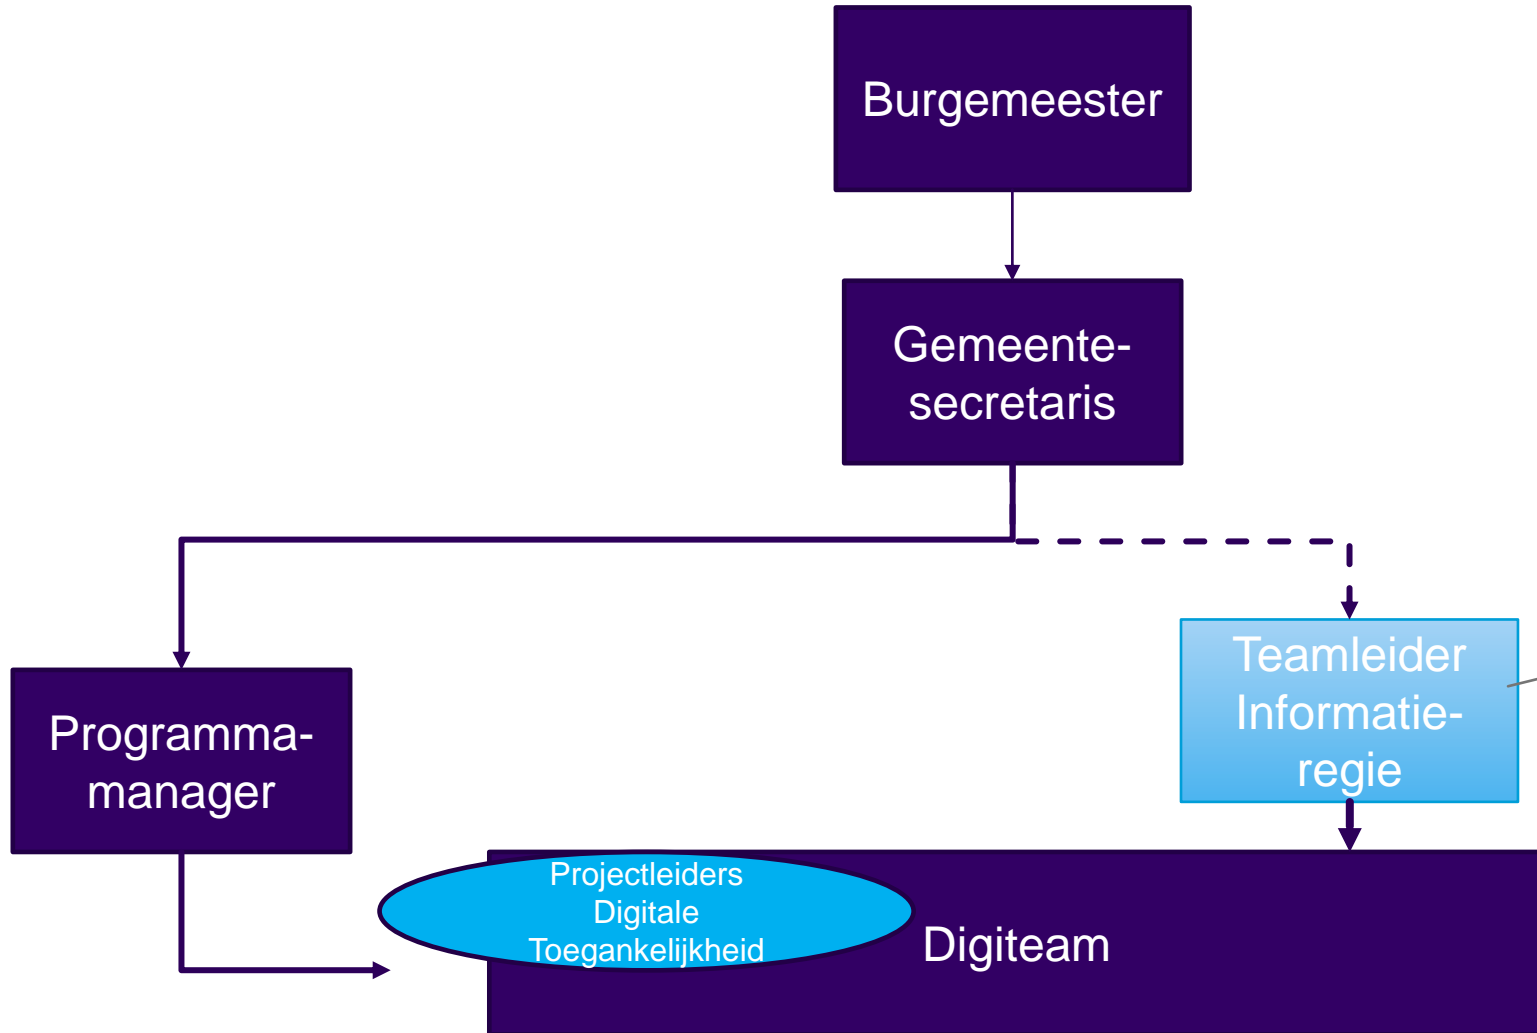 Burgemeester
Gemeente-
secretaris
Teamleider
Informatie-
regie
Programma-
manager
Projectleiders
Digitale
Toegankelijkheid
Digiteam